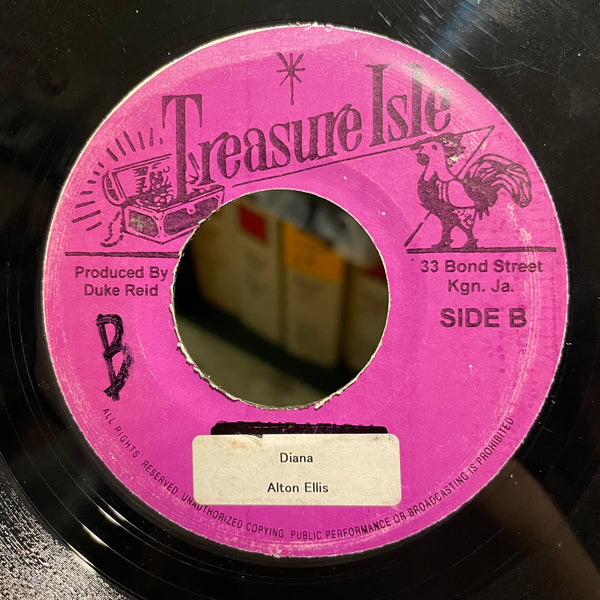 Treasure Isle
Produced By
Duke Reid
33 Bond Street
Kgn. Ja.
SIDE B
B
Diana
Alton Ellis
ALL RIGHTS RESERVED. UNAUTHORIZED COPYING. PUBLIC PERFORMANCE OR BROADCASTING IS PROHIBITED